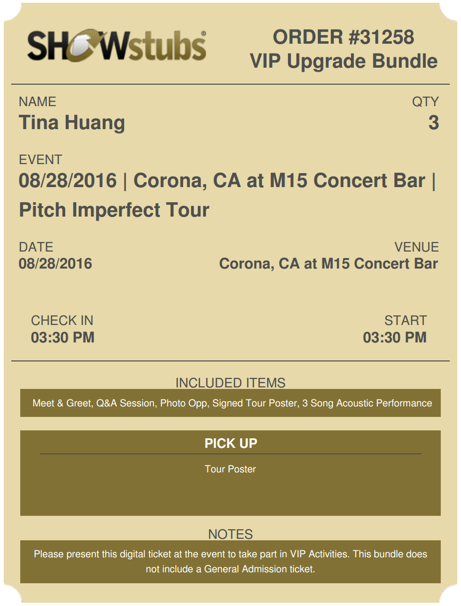 SHOWstubs
ORDER #31258
VIP Upgrade Bundle
NAME
QTY
Tina Huang
3
EVENT
08/28/2016 | Corona, CA at M15 Concert Bar |
Pitch Imperfect Tour
DATE
VENUE
08/28/2016
Corona, CA at M15 Concert Bar
CHECK IN
START
03:30 PM
03:30 PM
INCLUDED ITEMS
Meet & Greet, Q&A Session, Photo Opp, Signed Tour Poster, 3 Song Acoustic Performance
PICK UP
Tour Poster
NOTES
Please present this digital ticket at the event to take part in VIP Activities. This bundle does
not include a General Admission ticket.